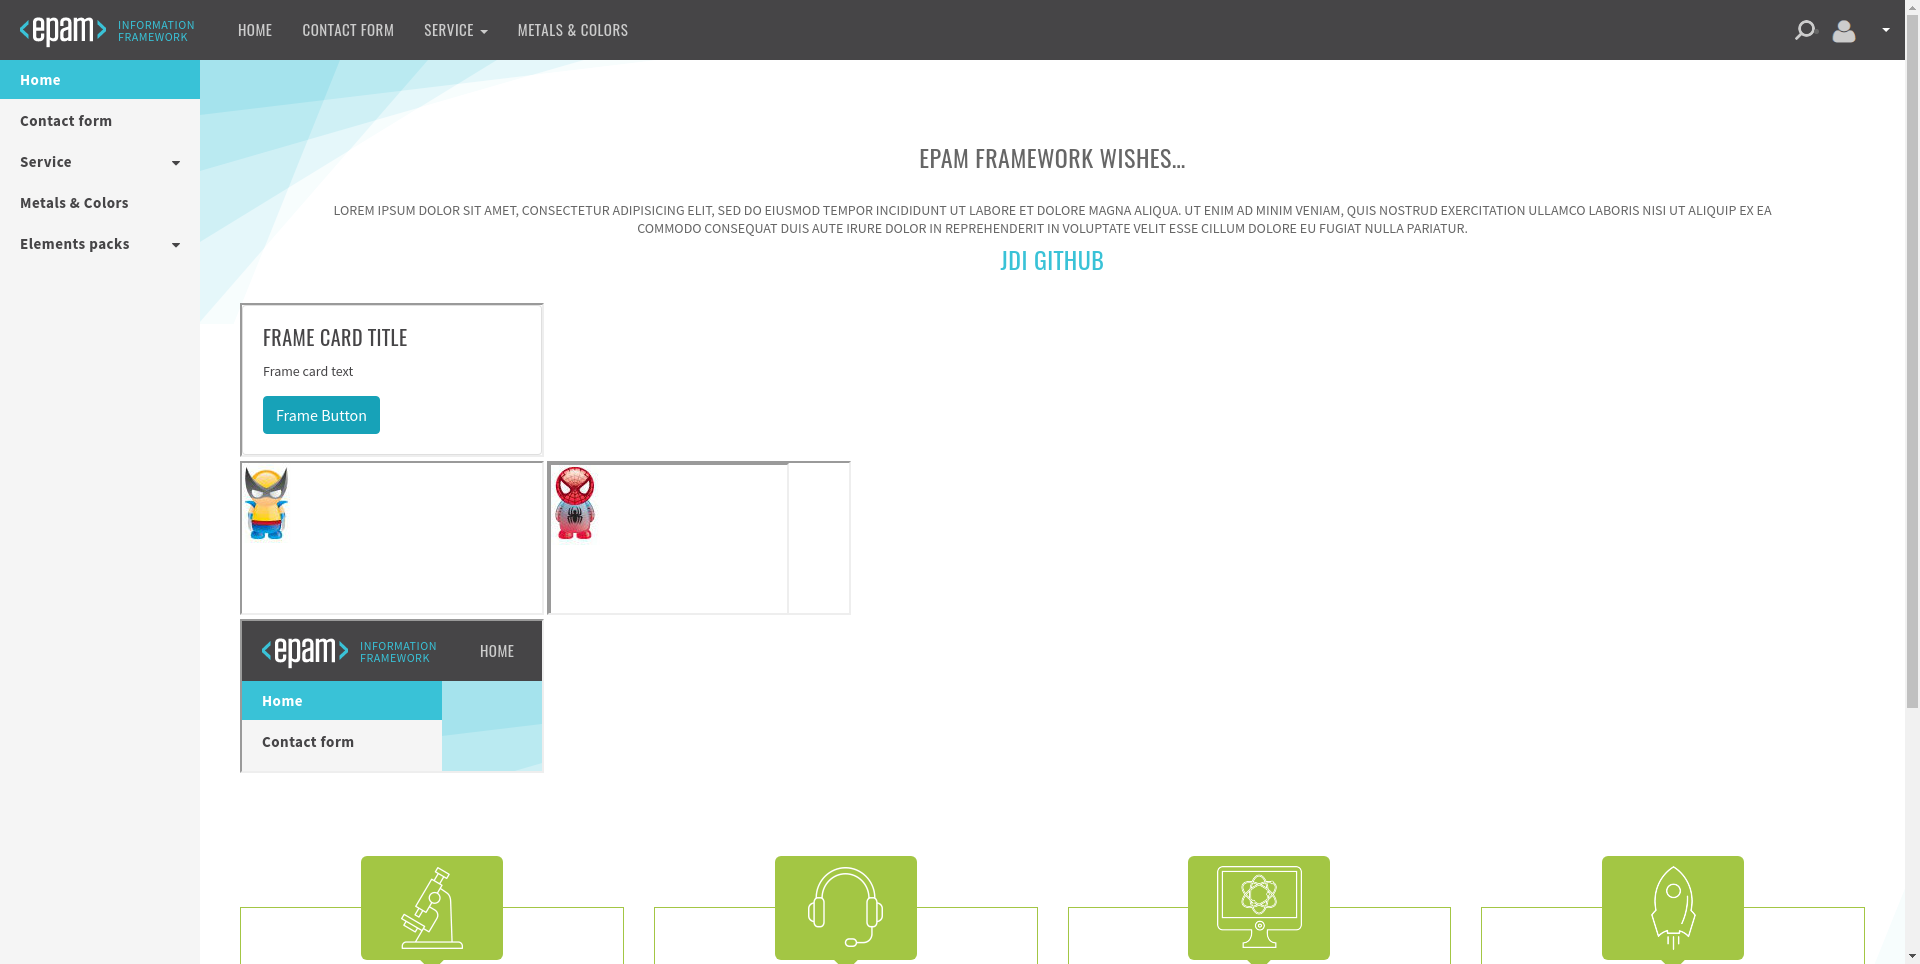 <epam>
INFORMATION
FRAMEWORK
HOME
CONTACT FORM
SERVICE
METALS & COLORS
Home
Contact form
Service
Metals & Colors
Elements packs
EPAM FRAMEWORK WISHES...
LOREM IPSUM DOLOR SIT AMET, CONSECTETUR ADIPISICING ELIT, SED DO EIUSMOD TEMPOR INCIDIDUNT UT LABORE ET DOLORE MAGNA ALIQUA. UT ENIM AD MINIM VENIAM, QUIS NOSTRUD EXERCITATION ULLAMCO LABORIS NISI UT ALIQUIP EX EA
COMMODO CONSEQUAT DUIS AUTE IRURE DOLOR IN REPREHENDERIT IN VOLUPTATE VELIT ESSE CILLUM DOLORE EU FUGIAT NULLA PARIATUR.
JDI GITHUB
FRAME CARD TITLE
Frame card text
Frame Button
<epam>
INFORMATION
FRAMEWORK
HOME
Home
Contact form